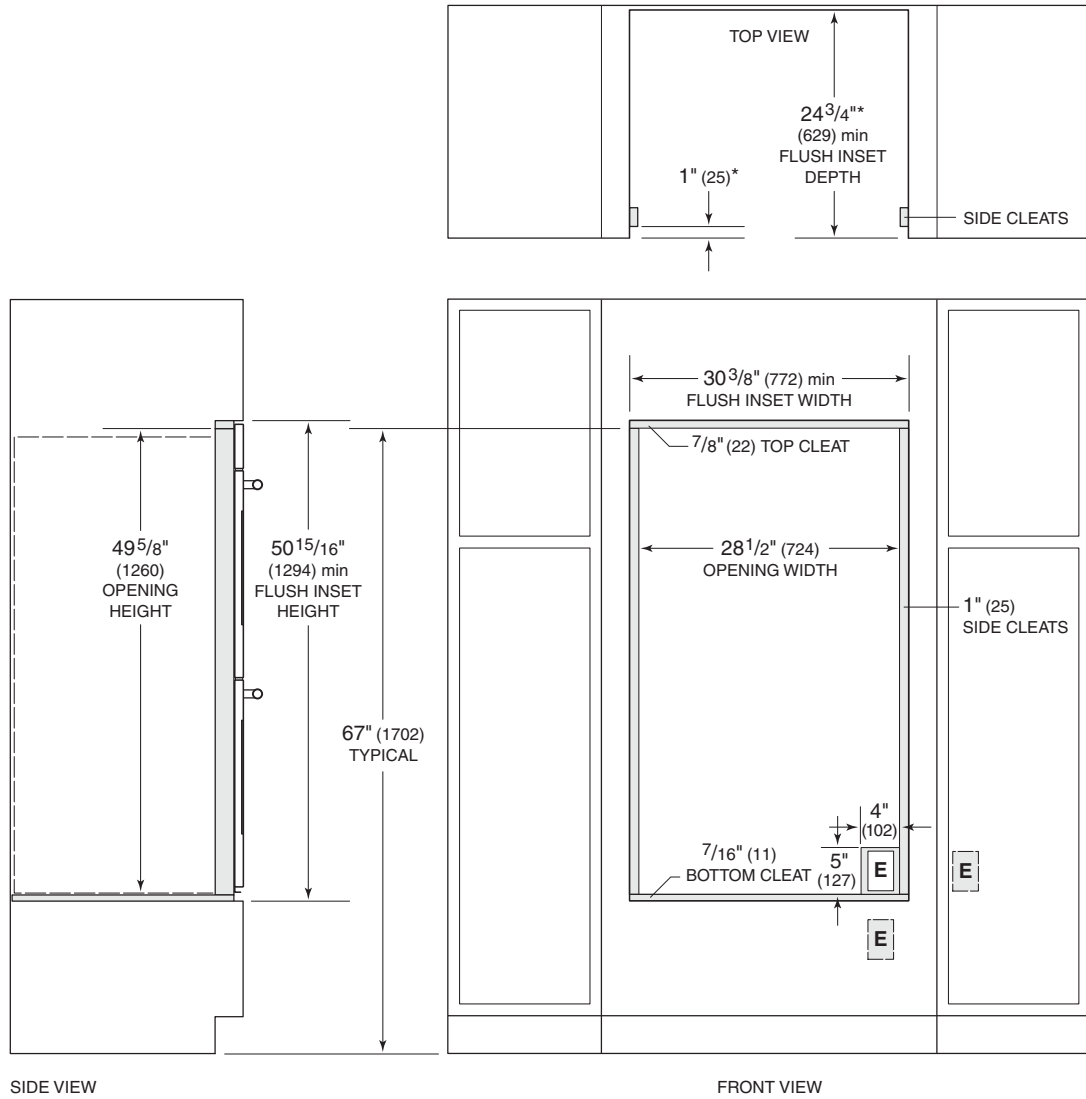 TOP VIEW
24 3/4"*
(629) min
FLUSH INSET
DEPTH
1" (25)*
SIDE CLEATS
30 3/8" (772) min
FLUSH INSET WIDTH
7/8" (22) TOP CLEAT
49 5/8"
(1260)
OPENING
HEIGHT
50 15/16"
(1294) min
FLUSH INSET
HEIGHT
28 1/2" (724)
OPENING WIDTH
1" (25)
SIDE CLEATS
67" (1702)
TYPICAL
4"
(102)
7/16" (11)
BOTTOM CLEAT
5"
(127)
E
E
E
SIDE VIEW
FRONT VIEW